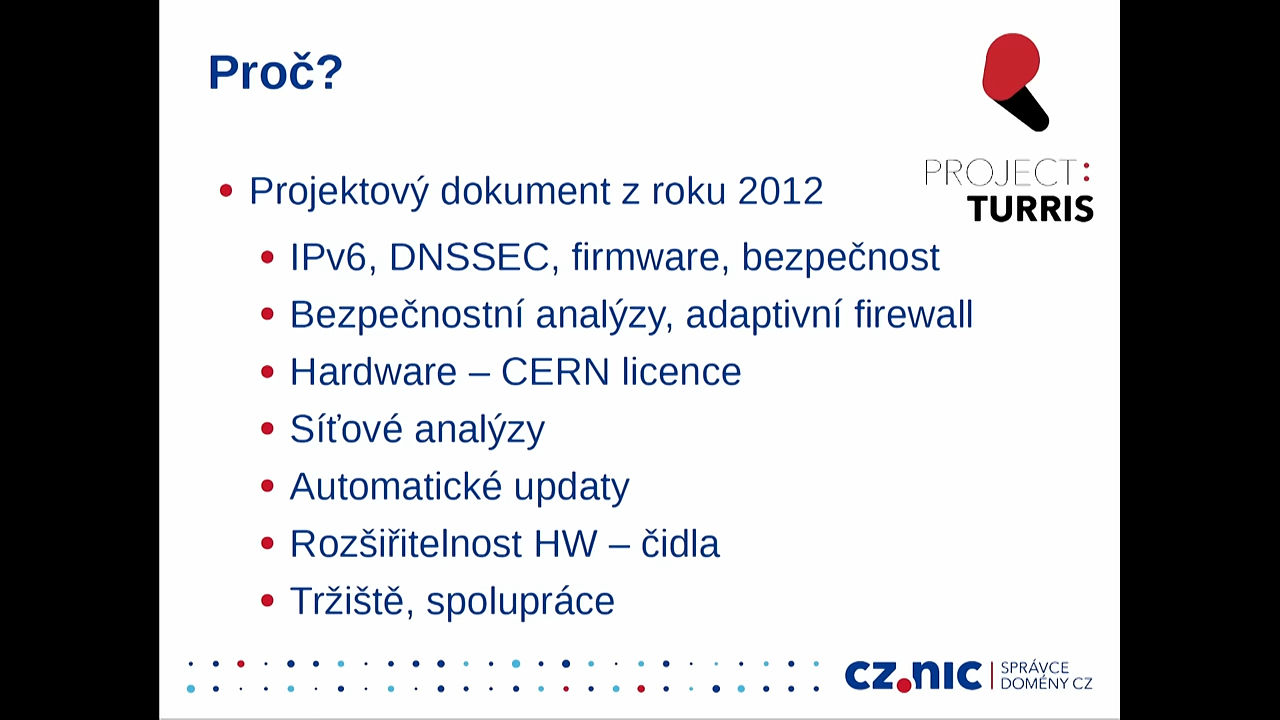 Proč?
PROJECT:
TURRIS
Projektový dokument z roku 2012
IPv6, DNSSEC, firmware, bezpečnost
Bezpečnostní analýzy, adaptivní firewall
Hardware – CERN licence
Síťové analýzy
Automatické updaty
Rozšiřitelnost HW – čidla
Tržiště, spolupráce
CZ.NIC
SPRÁVCE
DOMÉNY CZ